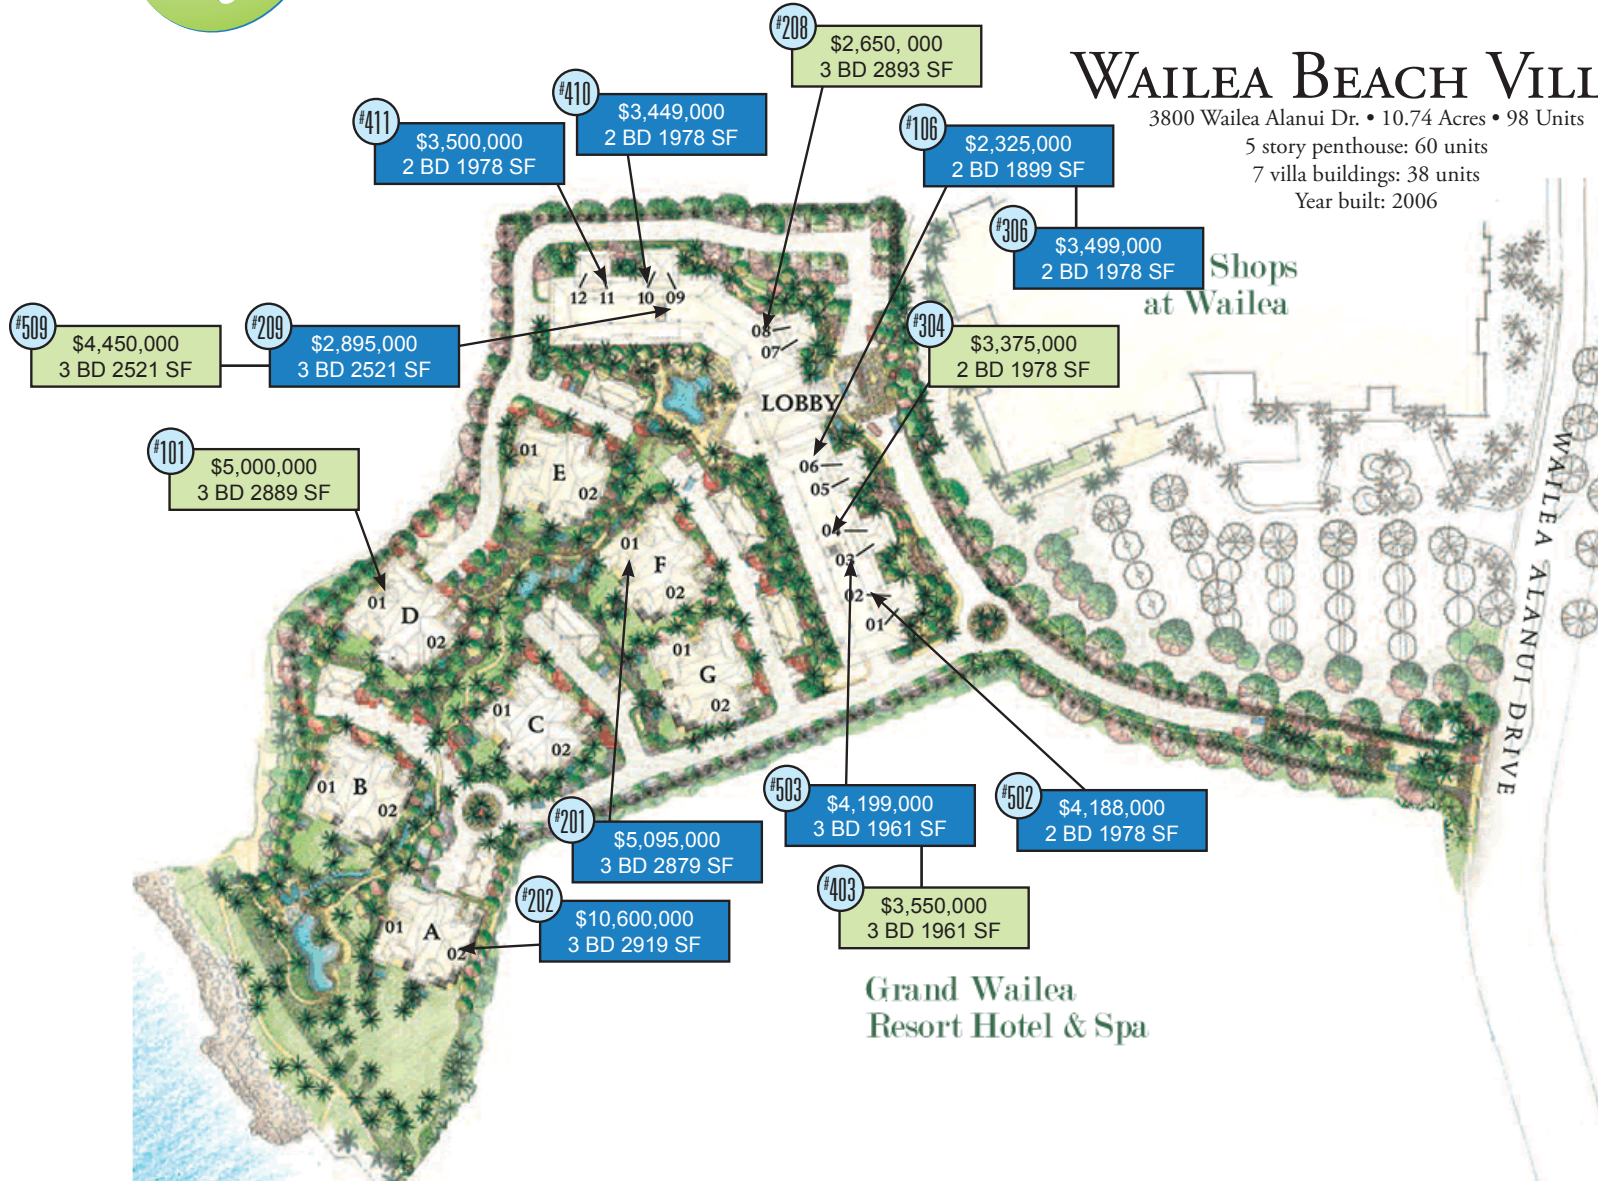 #208
$2,650, 000
3 BD 2893 SF
WAILEA BEACH VILL
3800 Wailea Alanui Dr. • 10.74 Acres • 98 Units
5 story penthouse: 60 units
7 villa buildings: 38 units
Year built: 2006
#410
$3,449,000
2 BD 1978 SF
#411
$3,500,000
2 BD 1978 SF
#106
$2,325,000
2 BD 1899 SF
#306
$3,499,000
2 BD 1978 SF
Shops
at Wailea
12 11 10 09
08
07
#509
$4,450,000
3 BD 2521 SF
#209
$2,895,000
3 BD 2521 SF
#304
$3,375,000
2 BD 1978 SF
LOBBY
#101
$5,000,000
3 BD 2889 SF
01
E
02
06
05
04
03
02
01
01
F
02
01
D
02
01
G
02
01
C
02
01
B
02
WAILEA ALANUI DRIVE
#201
$5,095,000
3 BD 2879 SF
#503
$4,199,000
3 BD 1961 SF
#502
$4,188,000
2 BD 1978 SF
#403
$3,550,000
3 BD 1961 SF
#202
$10,600,000
3 BD 2919 SF
01
A
02
Grand Wailea
Resort Hotel & Spa